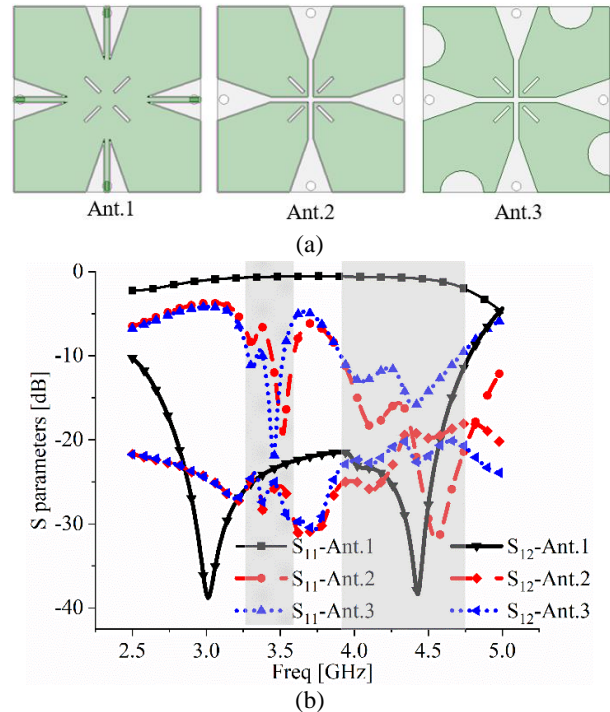 Ant.1 Ant.2 Ant.3
(a)
0
-10
-20
-30
-40
S parameters [dB]
S11-Ant.1 S12-Ant.1
S11-Ant.2 S12-Ant.2
S11-Ant.3 S12-Ant.3
2.5 3.0 3.5 4.0 4.5 5.0
Freq [GHz]
(b)